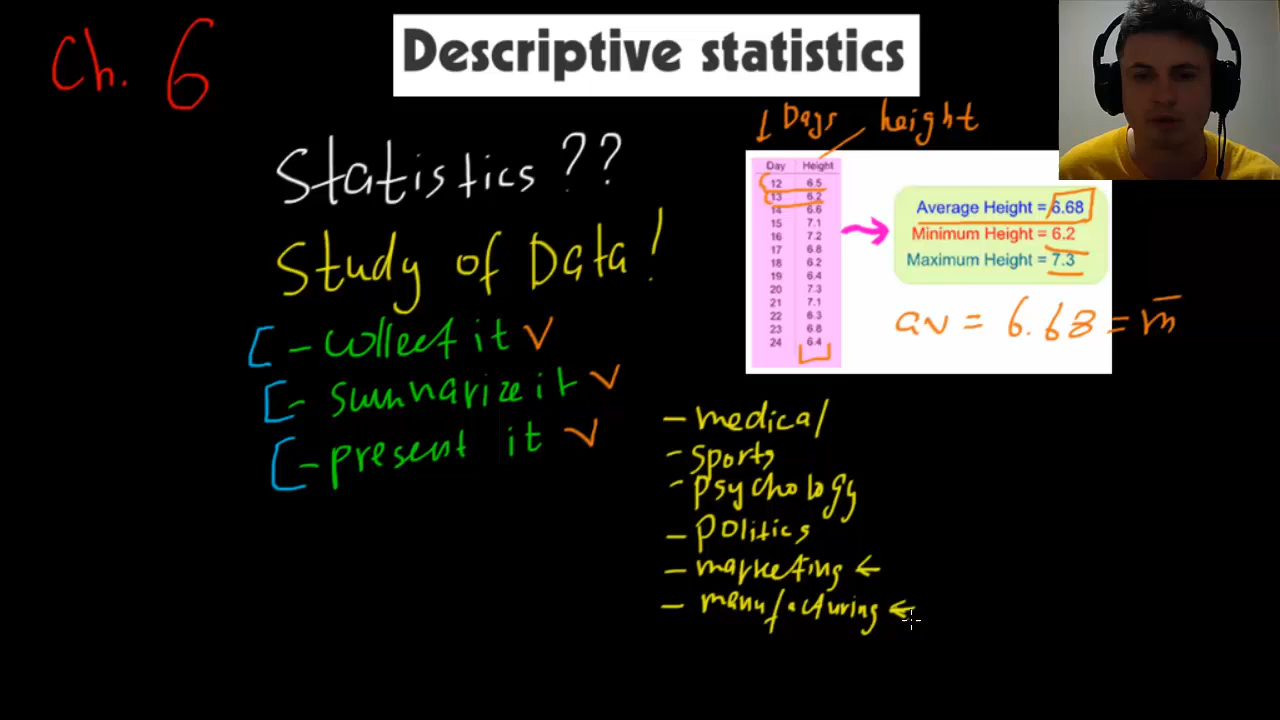 Ch. 6
Descriptive statistics
Statistics ??
Study of Data!
- collect it v
- summarize it v
- present it v
1 Days height
Day Height
12 6.5
13 6.2
14 6.6
15 7.1
16 7.2
17 6.8
18 6.2
19 6.4
20 7.3
21 7.1
22 6.3
23 6.8
24 6.4
Average Height = 6.68
Minimum Height = 6.2
Maximum Height = 7.3
av = 6.68 = m̅
- medical
- sports
- psychology
- politics
- marketing ←
- manufacturing ←